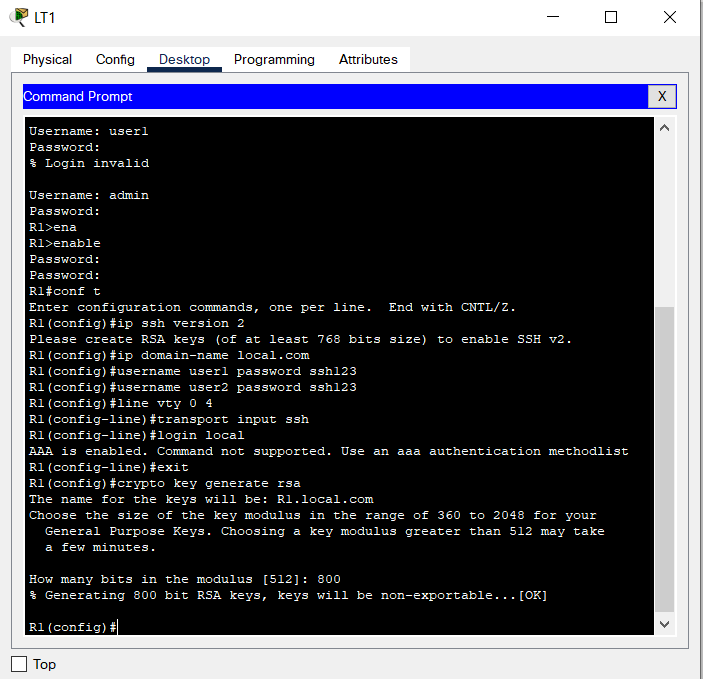 LT1
Physical Config Desktop Programming Attributes
Command Prompt X
Username: user1
Password:
% Login invalid
Username: admin
Password:
R1>ena
R1>enable
Password:
Password:
R1#conf t
Enter configuration commands, one per line.  End with CNTL/Z.
R1(config)#ip ssh version 2
Please create RSA keys (of at least 768 bits size) to enable SSH v2.
R1(config)#ip domain-name local.com
R1(config)#username user1 password ssh123
R1(config)#username user2 password ssh123
R1(config)#line vty 0 4
R1(config-line)#transport input ssh
R1(config-line)#login local
AAA is enabled. Command not supported. Use an aaa authentication methodlist
R1(config-line)#exit
R1(config)#crypto key generate rsa
The name for the keys will be: R1.local.com
Choose the size of the key modulus in the range of 360 to 2048 for your
  General Purpose Keys. Choosing a key modulus greater than 512 may take
  a few minutes.
How many bits in the modulus [512]: 800
% Generating 800 bit RSA keys, keys will be non-exportable...[OK]
R1(config)#
Top